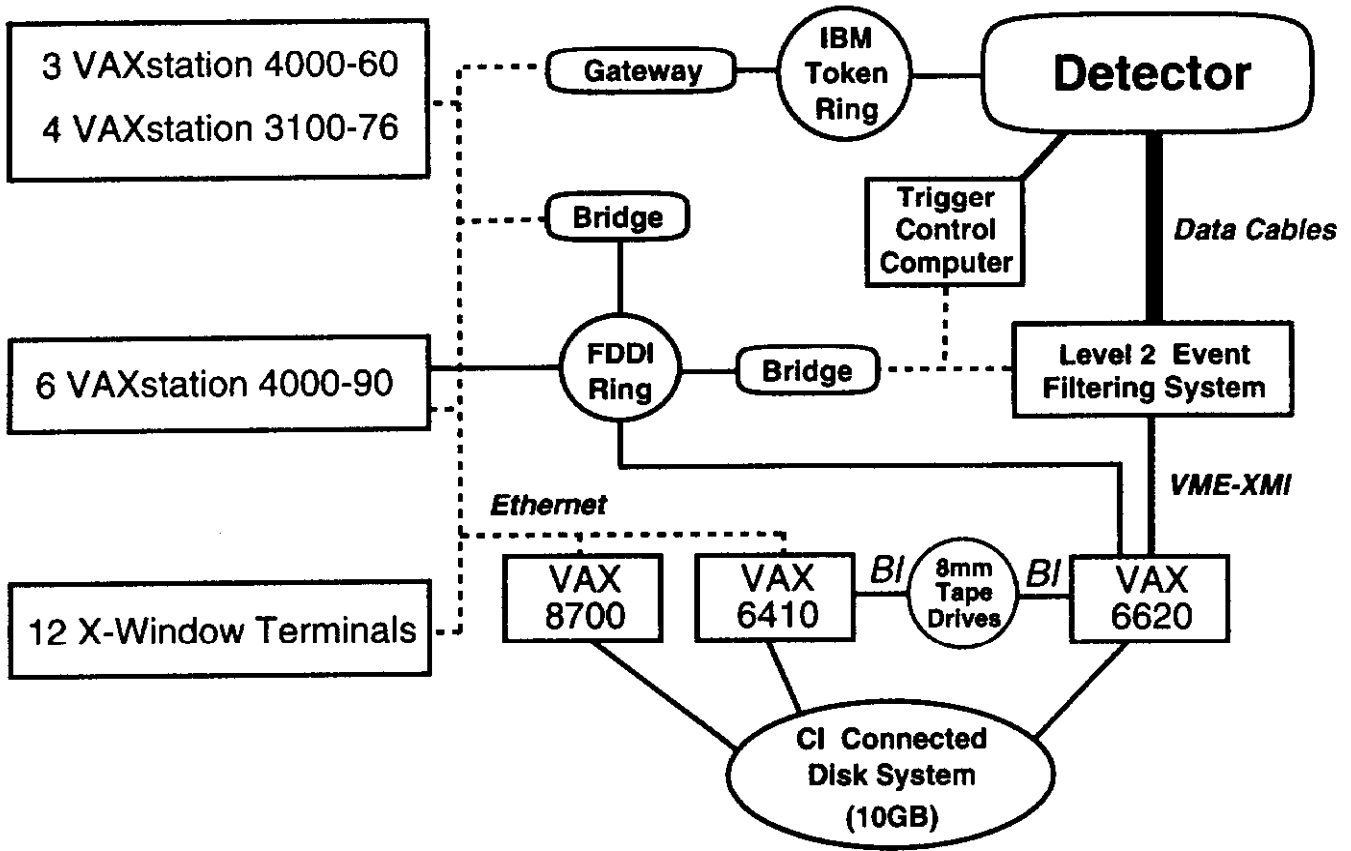 3 VAXstation 4000-60
4 VAXstation 3100-76
Gateway
IBM
Token
Ring
Detector
Bridge
Trigger
Control
Computer
Data Cables
6 VAXstation 4000-90
FDDI
Ring
Bridge
Level 2 Event
Filtering System
VME-XMI
Ethernet
12 X-Window Terminals
VAX
8700
VAX
6410
BI
8mm
Tape
Drives
BI
VAX
6620
CI Connected
Disk System
(10GB)